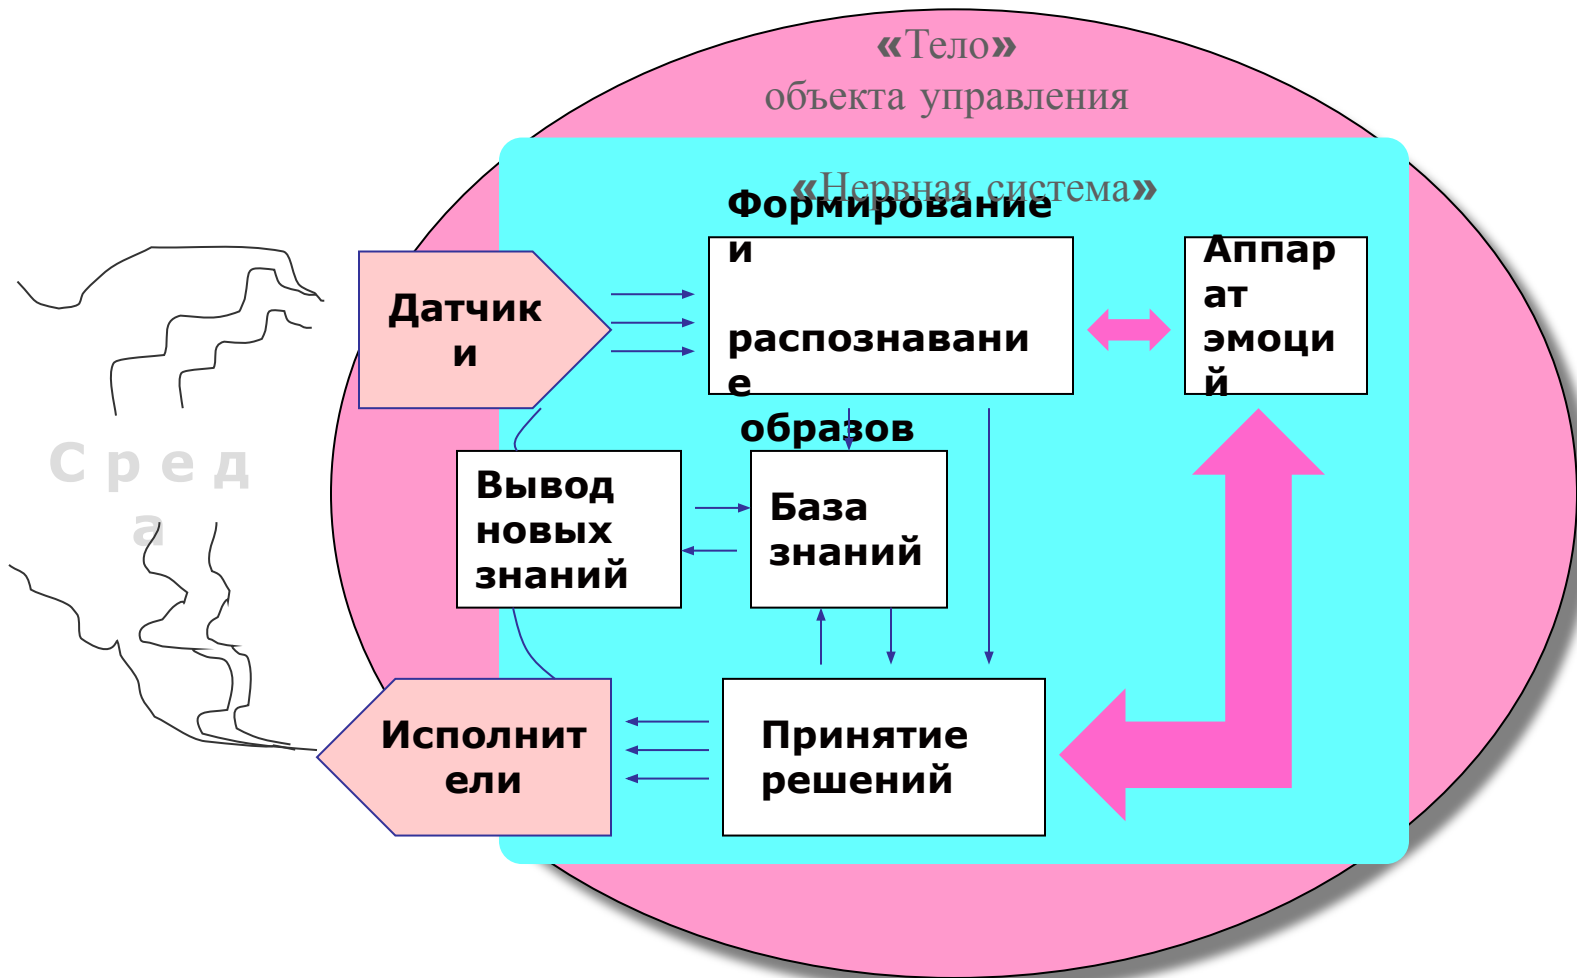 «Тело»
объекта управления
«Нервная система»
Формирование
и
распознавани
е
образов
Аппар
ат
эмоци
й
Датчик
и
С р е д
а
Вывод
новых
знаний
База
знаний
Исполнит
ели
Принятие
решений